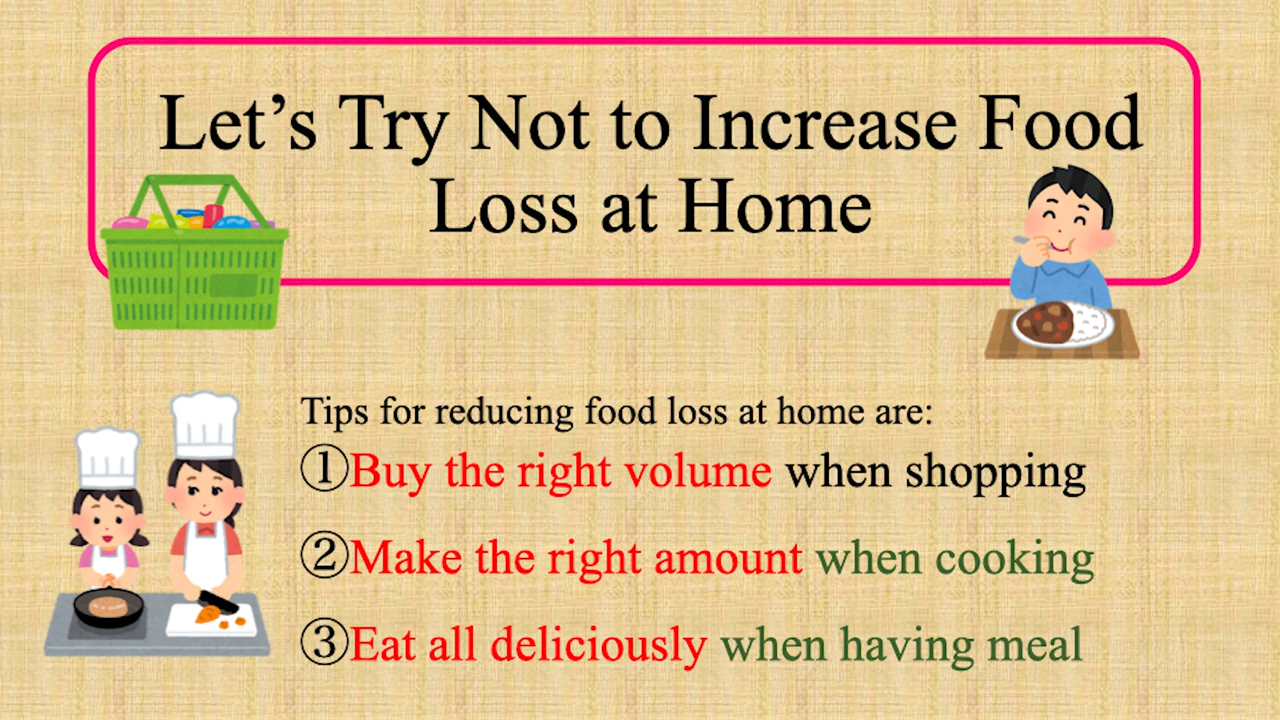 Let’s Try Not to Increase Food
Loss at Home
Tips for reducing food loss at home are:
①Buy the right volume when shopping
②Make the right amount when cooking
③Eat all deliciously when having meal